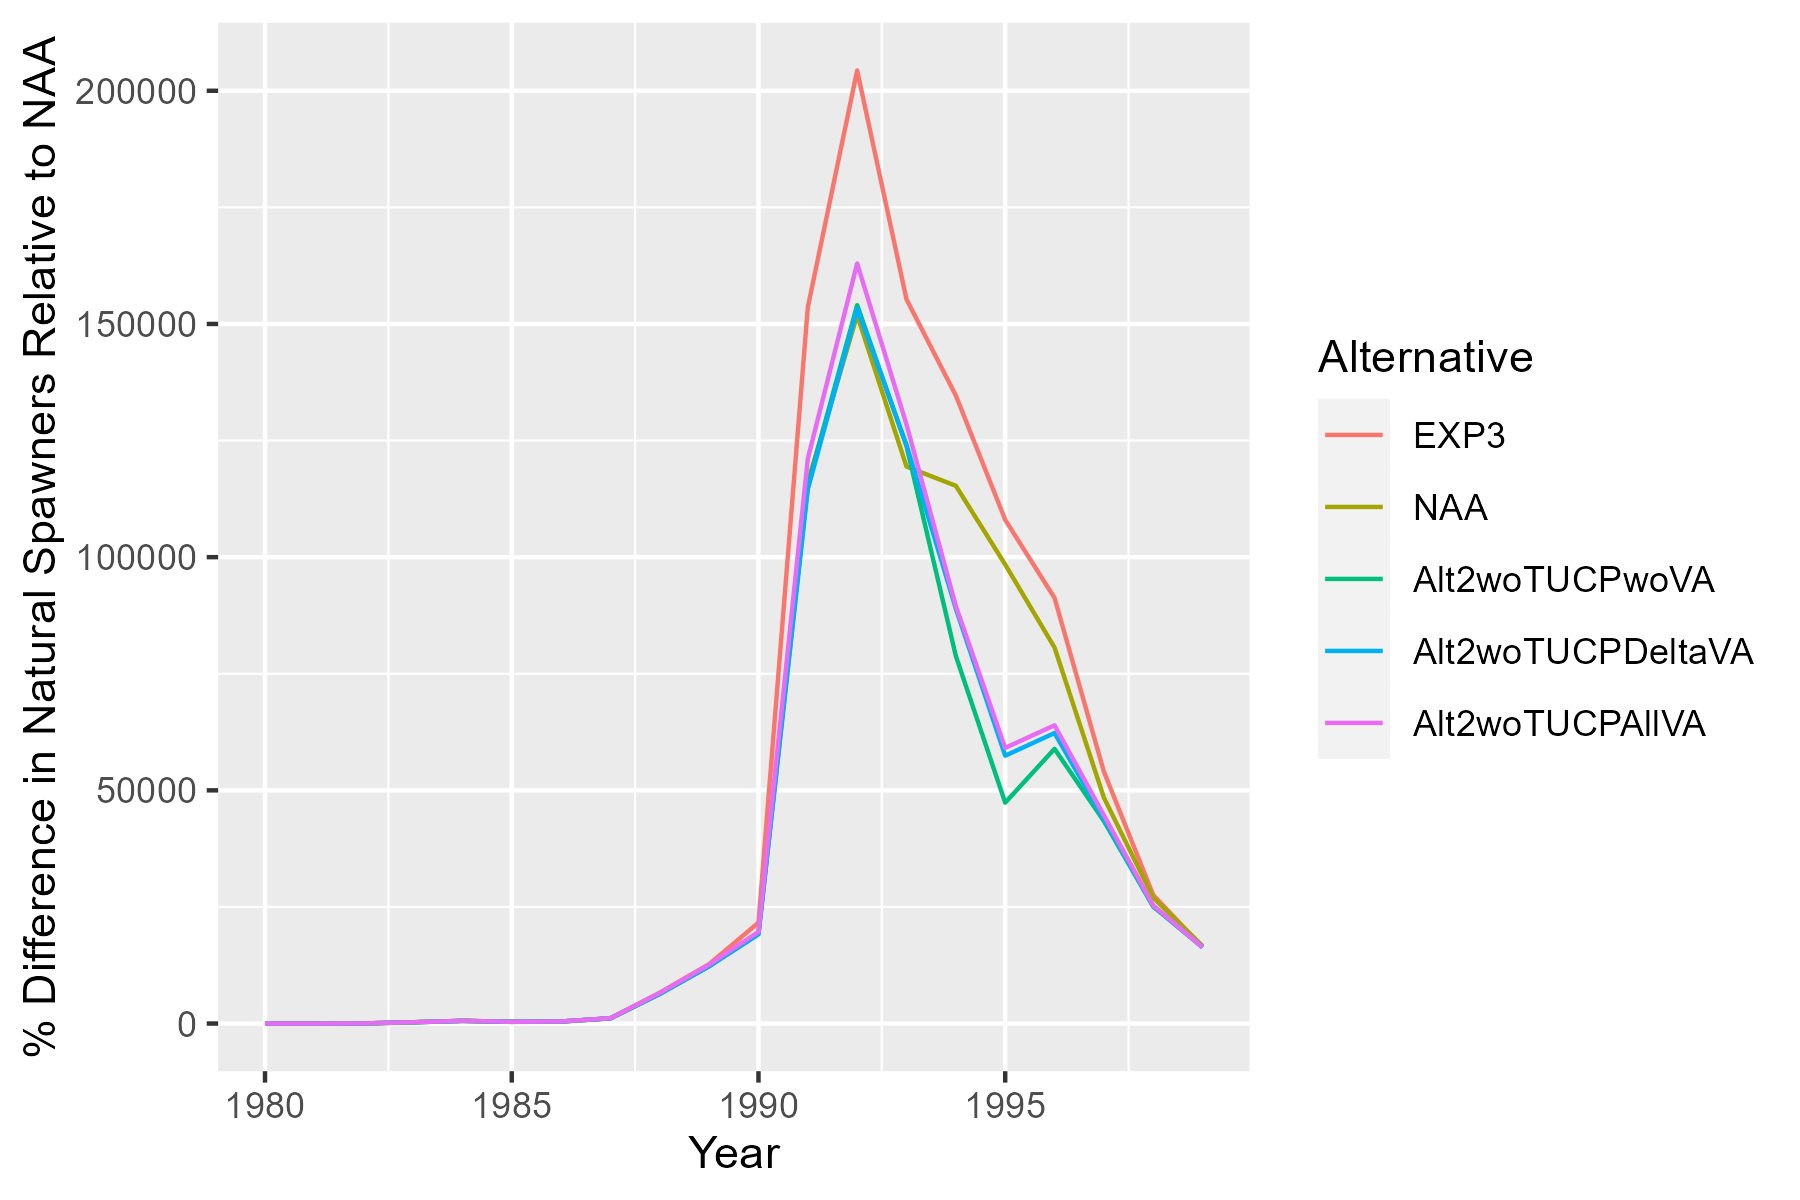 % Difference in Natural Spawners Relative to NAA
200000
150000
100000
50000
0
1980
1985
1990
1995
Year
Alternative
EXP3
NAA
Alt2woTUCPwoVA
Alt2woTUCPDeltaVA
Alt2woTUCPAllVA